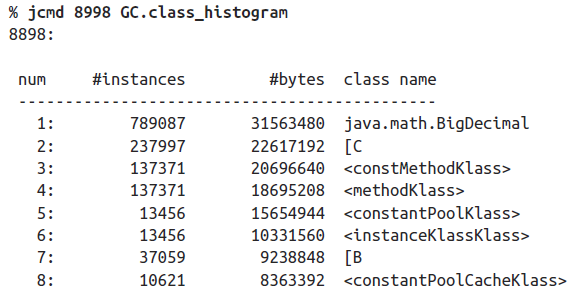 % jcmd 8998 GC.class_histogram
8898:
num #instances #bytes class name
----------------------------------------------
1: 789087 31563480 java.math.BigDecimal
2: 237997 22617192 [C
3: 137371 20696640 <constMethodKlass>
4: 137371 18695208 <methodKlass>
5: 13456 15654944 <constantPoolKlass>
6: 13456 10331560 <instanceKlassKlass>
7: 37059 9238848 [B
8: 10621 8363392 <constantPoolCacheKlass>